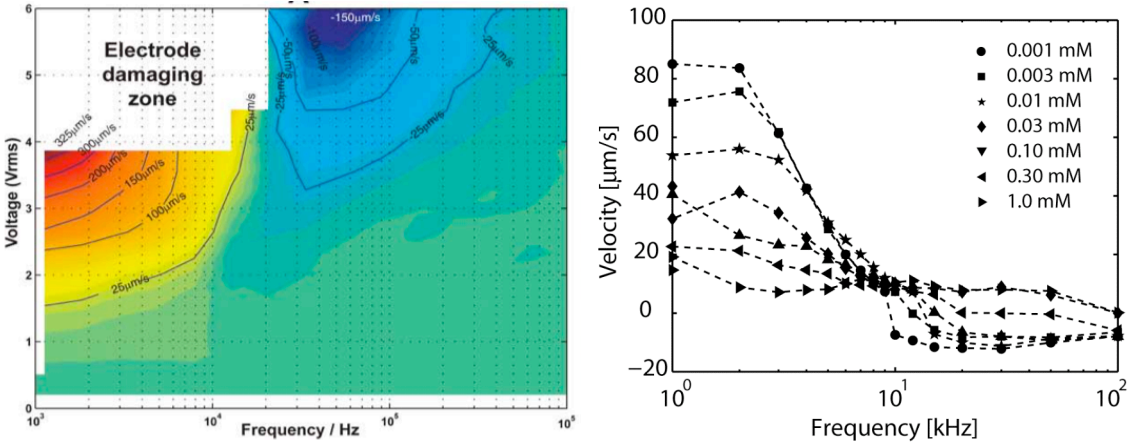 Electrode
damaging
zone
325µm/s
300µm/s
200µm/s
150µm/s
100µm/s
25µm/s
25µm/s
-150µm/s
-100µm/s
-50µm/s
-50µm/s
-25µm/s
-25µm/s
-25µm/s
6
5
4
3
2
1
0
Voltage (Vrms)
10³
10⁴
10⁵
10⁵
Frequency / Hz
100
80
60
40
20
0
−20
Velocity [µm/s]
0.001 mM
0.003 mM
0.01 mM
0.03 mM
0.10 mM
0.30 mM
1.0 mM
10⁰
10¹
10²
Frequency [kHz]